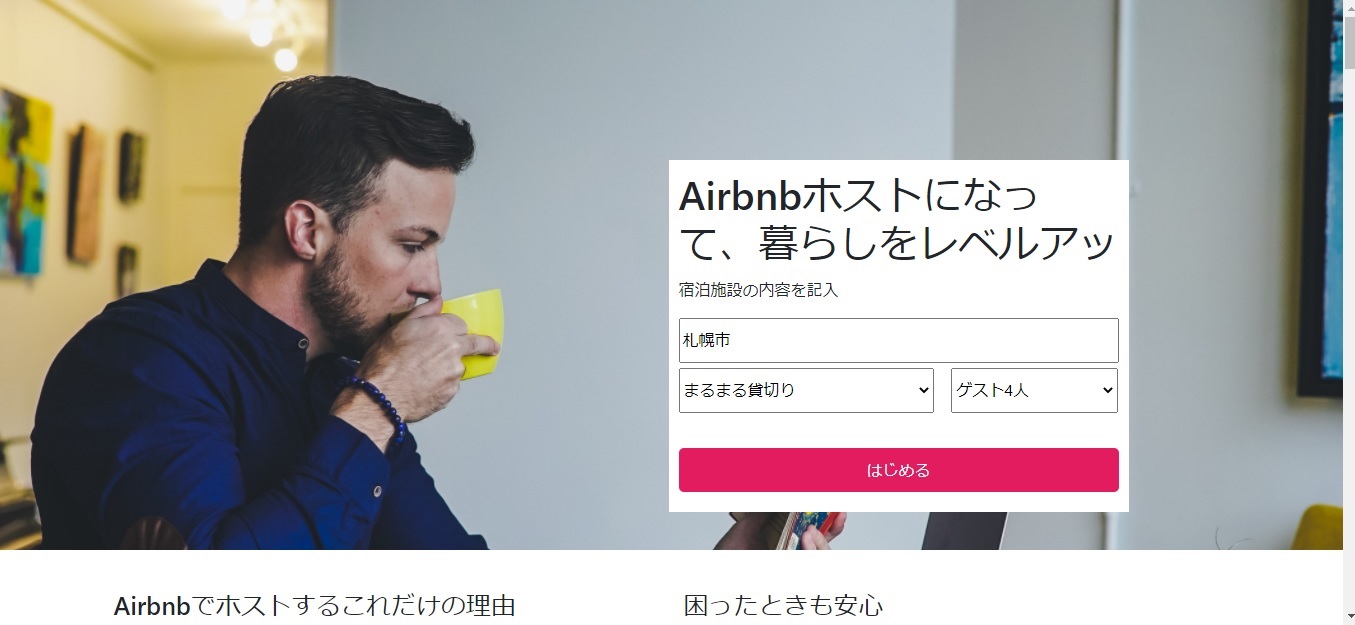 Airbnbホストになっ
て、暮らしをレベルアッ
宿泊施設の内容を記入
札幌市
まるまる貸切り
ゲスト4人
はじめる
Airbnbでホストするこれだけの理由
困ったときも安心